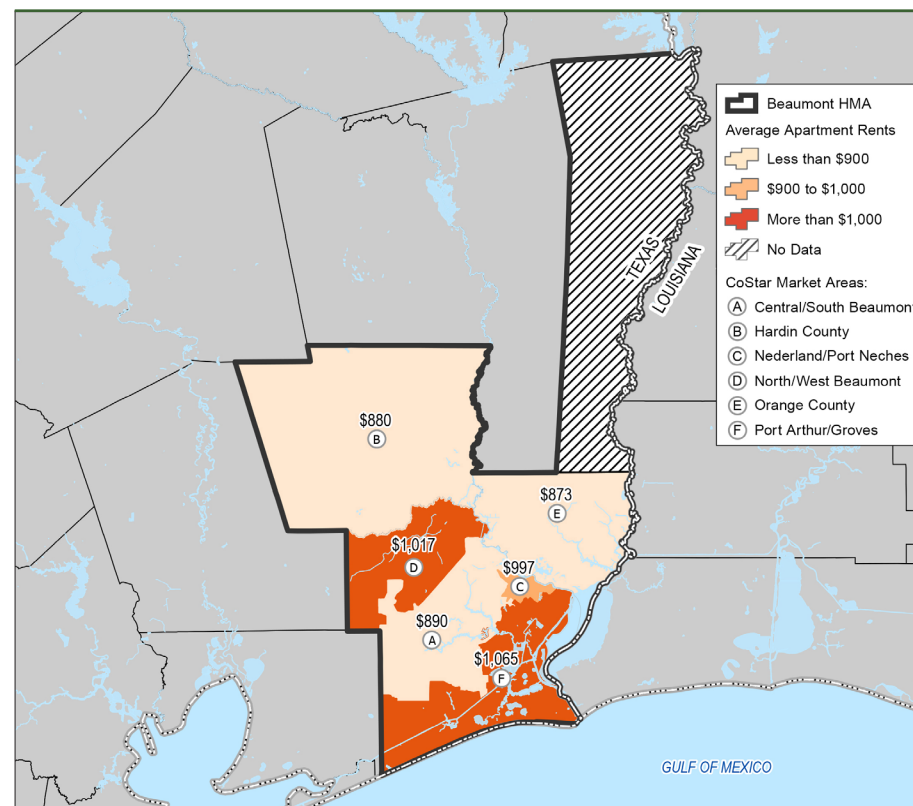 Beaumont HMA
Average Apartment Rents
Less than $900
$900 to $1,000
More than $1,000
No Data
CoStar Market Areas:
A Central/South Beaumont
B Hardin County
C Nederland/Port Neches
D North/West Beaumont
E Orange County
F Port Arthur/Groves
TEXAS
LOUISIANA
$880
B
$873
E
$1,017
D
$997
C
$890
A
$1,065
F
GULF OF MEXICO